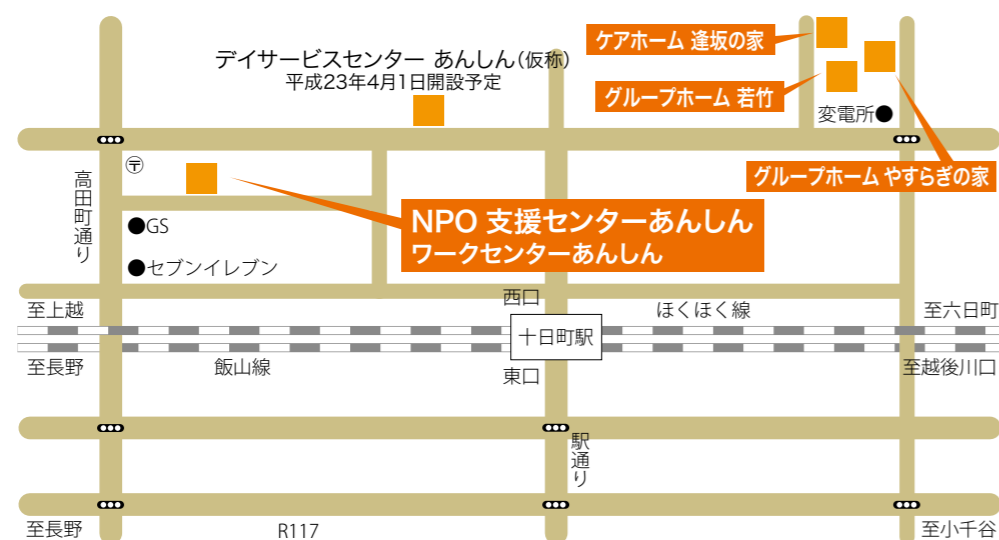 デイサービスセンター あんしん(仮称)
平成23年4月1日開設予定
ケアホーム 逢坂の家
グループホーム 若竹
変電所
グループホーム やすらぎの家
〒
高田町通り
NPO 支援センターあんしん
ワークセンターあんしん
GS
セブンイレブン
西口
至上越
ほくほく線
至六日町
十日町駅
至長野
飯山線
東口
至越後川口
駅通り
至長野
R117
至小千谷